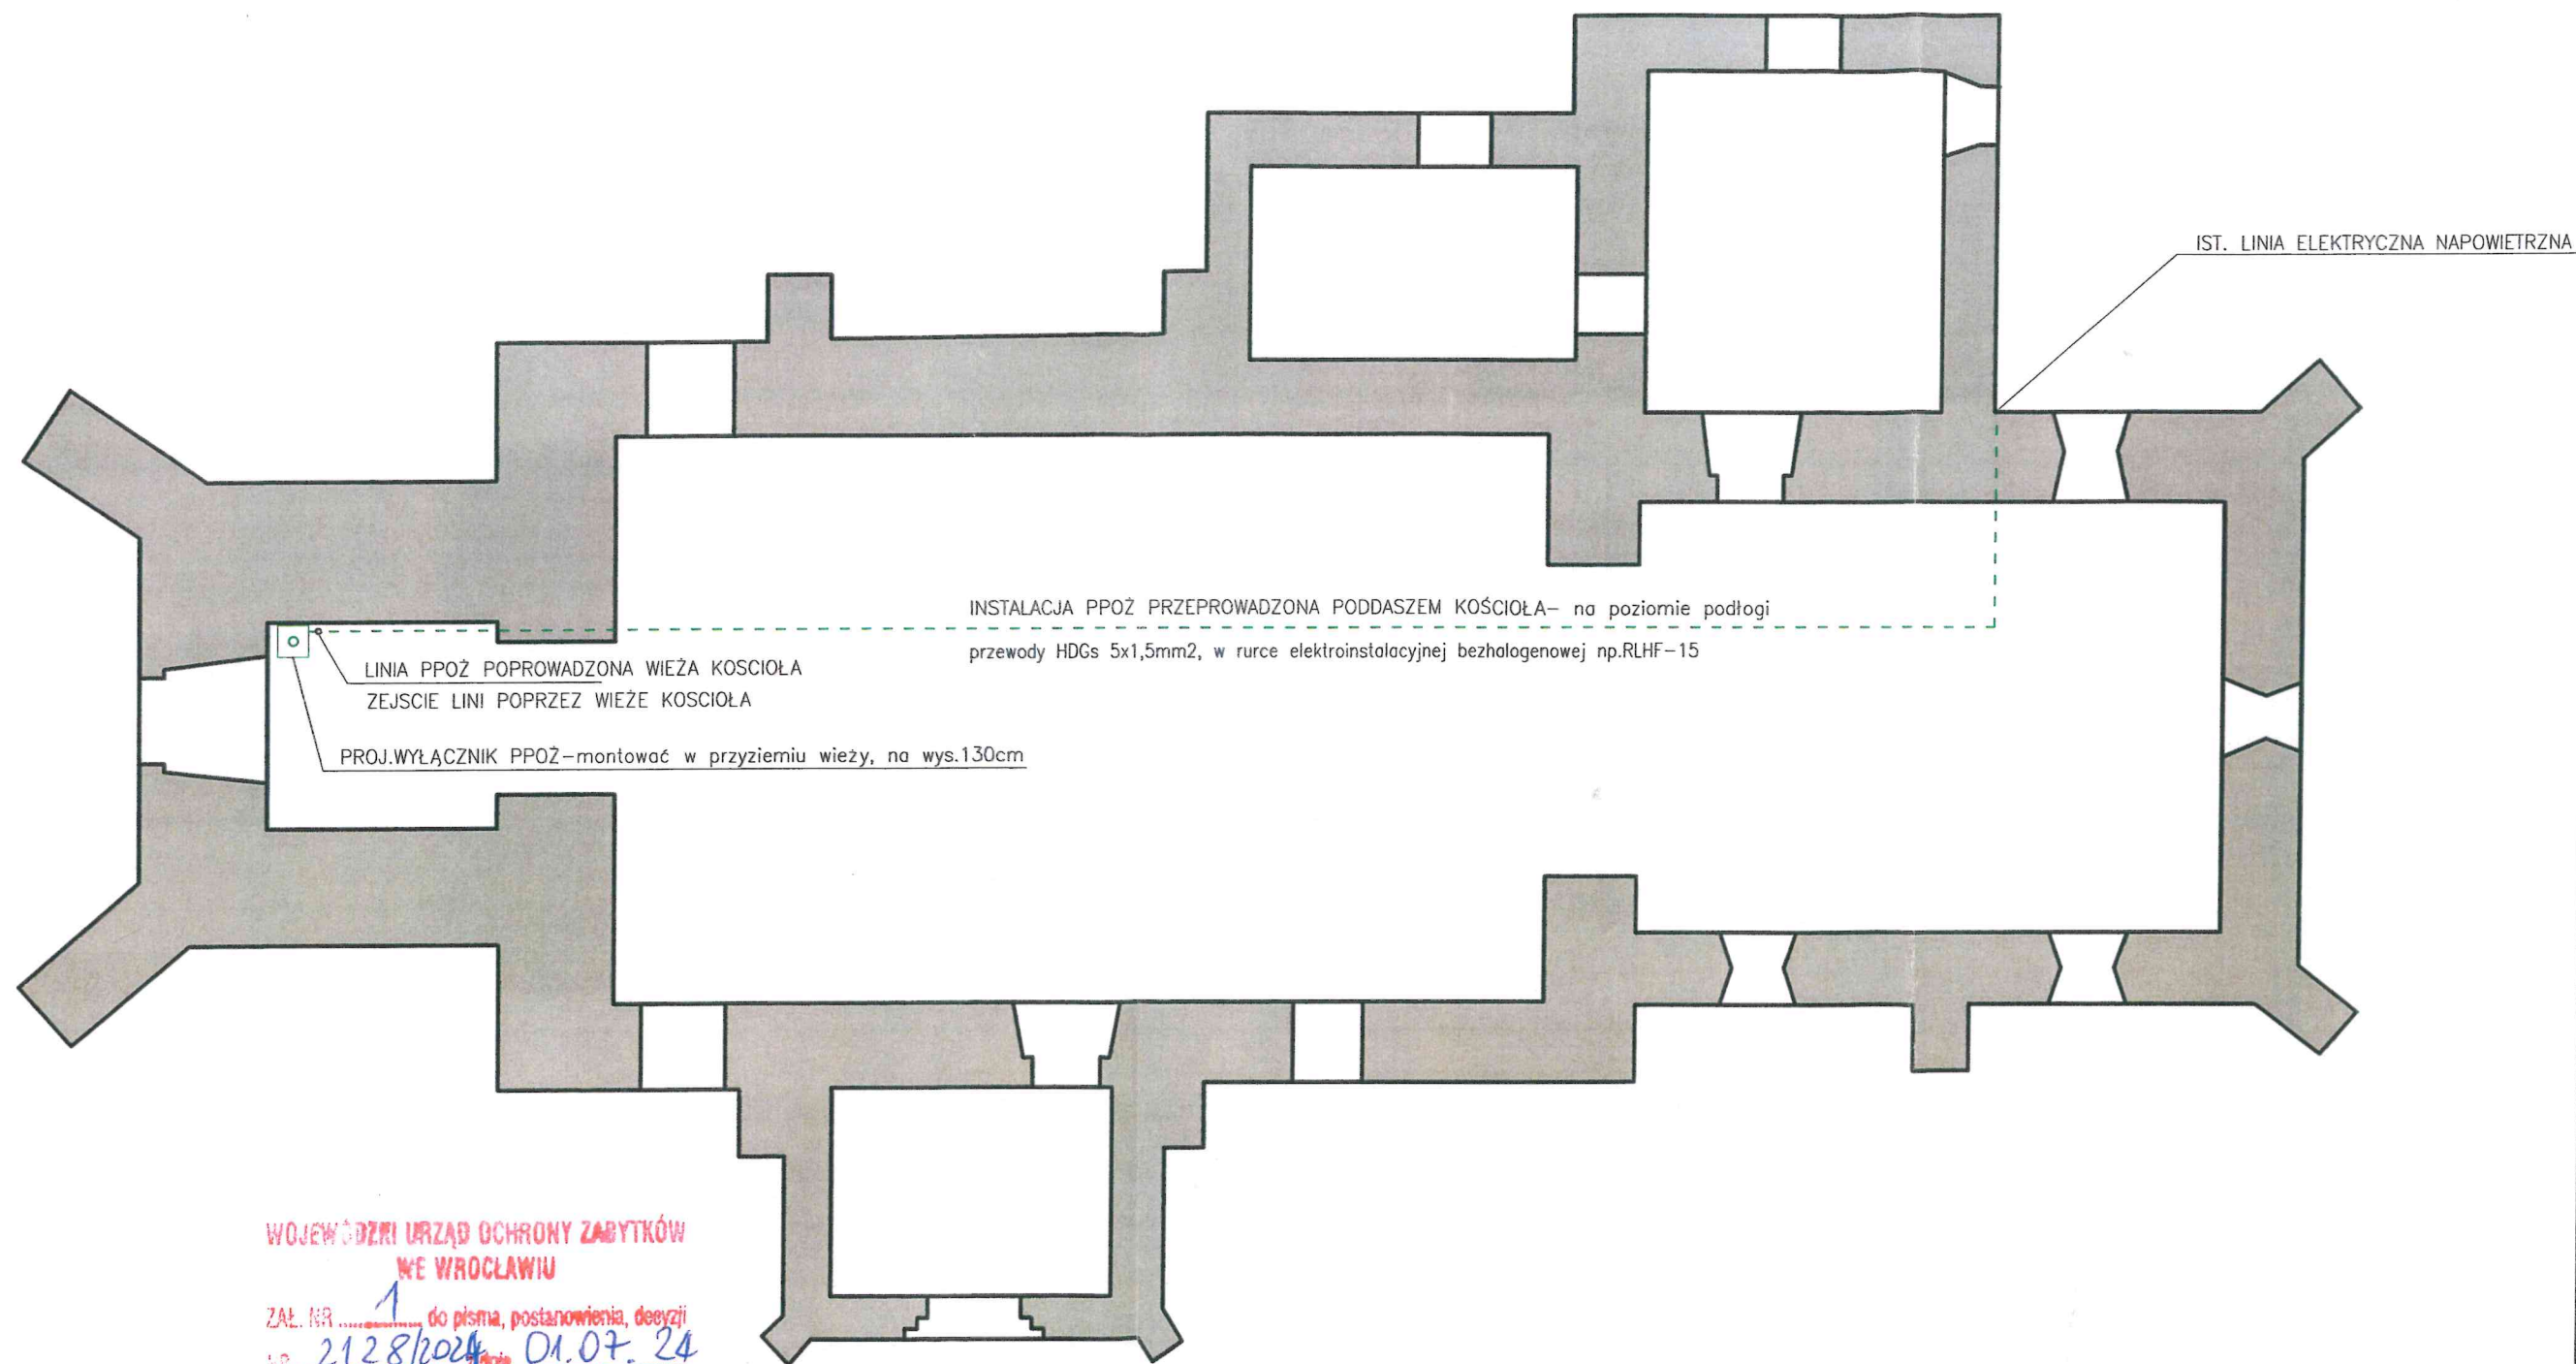 IST. LINIA ELEKTRYCZNA NAPOWIETRZNA
INSTALACJA PPOŻ PRZEPROWADZONA PODDASZEM KOŚCIOŁA- na poziomie podłogi
przewody HDGs 5x1,5mm2, w rurce elektroinstalacyjnej bezhalogenowej np.RLHF-15
LINIA PPOŻ POPROWADZONA WIEŻA KOSCIOŁA
ZEJSCIE LINI POPRZEZ WIEŻE KOSCIOŁA
PROJ.WYŁĄCZNIK PPOŻ-montować w przyziemiu wieży, na wys.130cm
WOJEWÓDZKI URZĄD OCHRONY ZABYTKÓW
WE WROCŁAWIU
ZAŁ. NR 1 do pisma, postanowienia, decyzji
2128/2024 dnia 01.07.24